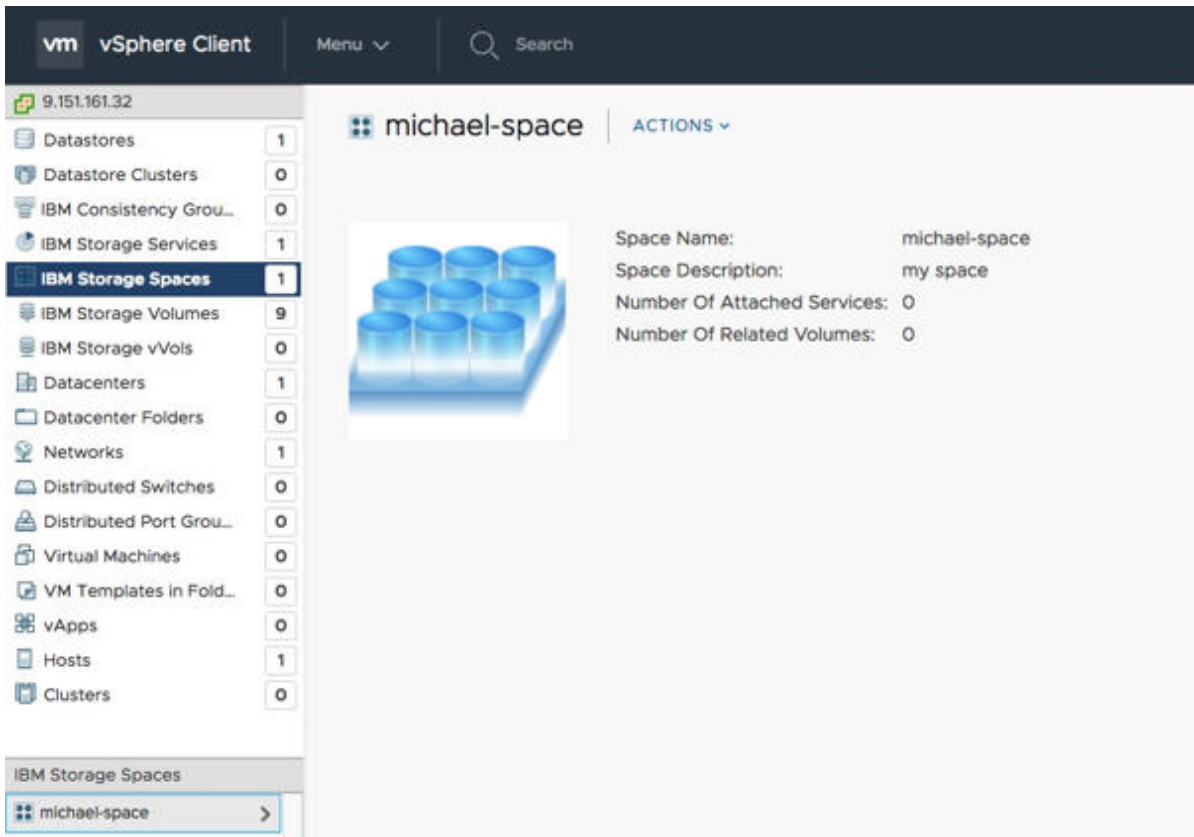 vm vSphere Client Menu Search
9.151.161.32
Datastores 1
Datastore Clusters 0
IBM Consistency Grou... 0
IBM Storage Services 1
IBM Storage Spaces 1
IBM Storage Volumes 9
IBM Storage vVols 0
Datacenters 1
Datacenter Folders 0
Networks 1
Distributed Switches 0
Distributed Port Grou... 0
Virtual Machines 0
VM Templates in Fold... 0
vApps 0
Hosts 1
Clusters 0
IBM Storage Spaces
michael-space
michael-space ACTIONS
Space Name: michael-space
Space Description: my space
Number Of Attached Services: 0
Number Of Related Volumes: 0